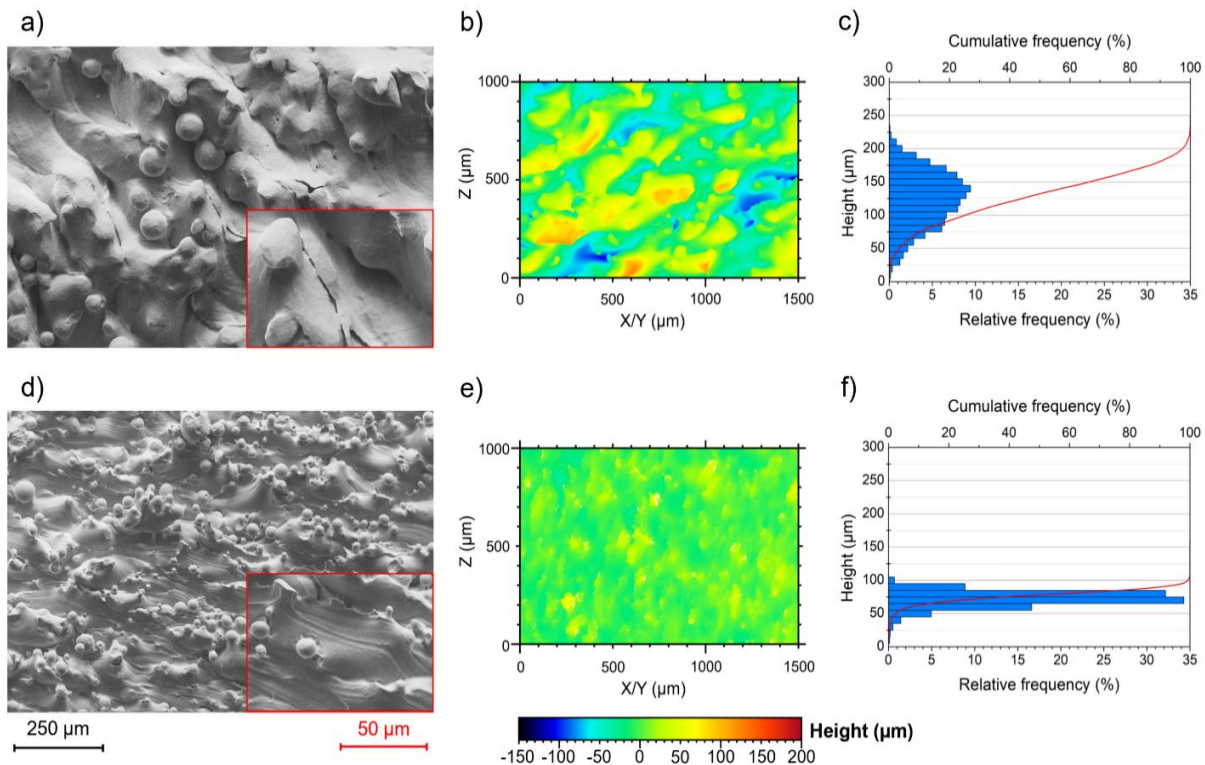 a)
b)
c)
Cumulative frequency (%)
0 20 40 60 80 100
1000
500
0
Z (µm)
0 500 1000 1500
X/Y (µm)
300
250
200
150
100
50
0
Height (µm)
0 5 10 15 20 25 30 35
Relative frequency (%)
d)
e)
f)
Cumulative frequency (%)
0 20 40 60 80 100
1000
500
0
Z (µm)
0 500 1000 1500
X/Y (µm)
300
250
200
150
100
50
0
Height (µm)
0 5 10 15 20 25 30 35
Relative frequency (%)
250 µm
50 µm
Height (µm)
-150 -100 -50 0 50 100 150 200